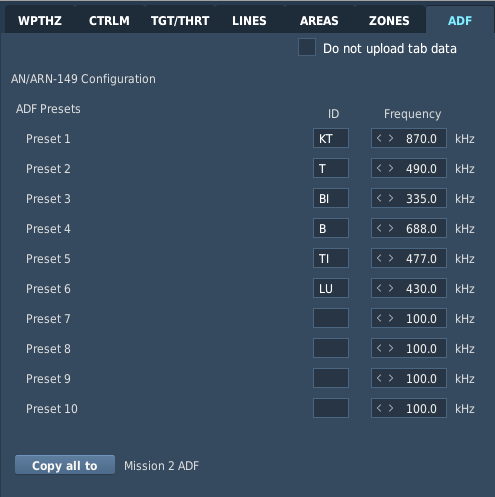 WPTHZ CTRLM TGT/THRT LINES AREAS ZONES ADF
Do not upload tab data
AN/ARN-149 Configuration
ADF Presets ID Frequency
Preset 1 KT < > 870.0 kHz
Preset 2 T < > 490.0 kHz
Preset 3 BI < > 335.0 kHz
Preset 4 B < > 688.0 kHz
Preset 5 TI < > 477.0 kHz
Preset 6 LU < > 430.0 kHz
Preset 7 < > 100.0 kHz
Preset 8 < > 100.0 kHz
Preset 9 < > 100.0 kHz
Preset 10 < > 100.0 kHz
Copy all to Mission 2 ADF